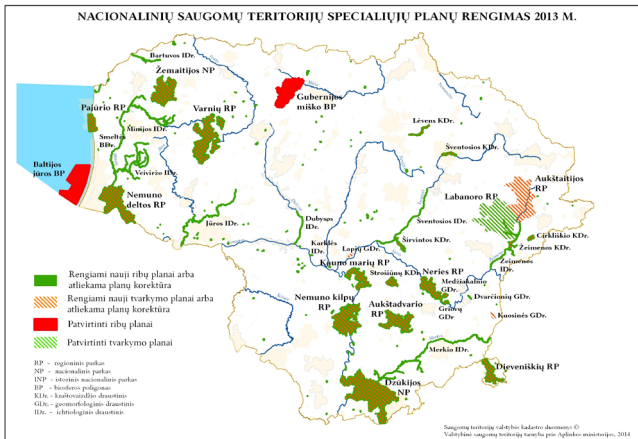 NACIONALINIŲ SAUGOMŲ TERITORIJŲ SPECIALIŲJŲ PLANŲ RENGIMAS 2013 M.
Bartuvos IDr.
Žemaitijos NP
Gubernijos
miško BP
Pajūrio RP
Varnių RP
Lėvens KDr.
Smeltės
BDr.
Minijos IDr.
Šventosios KDr.
Baltijos
jūros BP
Veiviržo IDr.
Aukštaitijos
RP
Labanoro RP
Nemuno
deltos RP
Jūros IDr.
Dubysos
IDr.
Šventosios IDr.
Cirkliškio KDr.
Karklės
IDr.
Lapių GDr.
Širvintos KDr.
Žeimenos KDr.
Žeimenos
IDr.
Kauno marių RP
Strošiūnų KDr.
Neries RP
Medžiakalnio
GDr.
Dvarčionių GDr.
Nemuno kilpų
RP
Aukštadvario
RP
Griovių
GDr
Kuosinės GDr.
Merkio IDr.
Dieveniškių RP
Dzūkijos
NP
Rengiami nauji ribų planai arba
atliekama planų korektūra
Rengiami nauji tvarkymo planai arba
atliekama planų korektūra
Patvirtinti ribų planai
Patvirtinti tvarkymo planai
RP - regioninis parkas
NP - nacionalinis parkas
INP - istorinis nacionalinis parkas
BP - biosferos poligonas
KDr. - kraštovaizdžio draustinis
GDr. - geomorfologinis draustinis
IDr. - ichtiologinis draustinis
Saugomų teritorijų valstybės kadastro duomenys ©
Valstybinė saugomų teritorijų tarnyba prie Aplinkos ministerijos, 2014